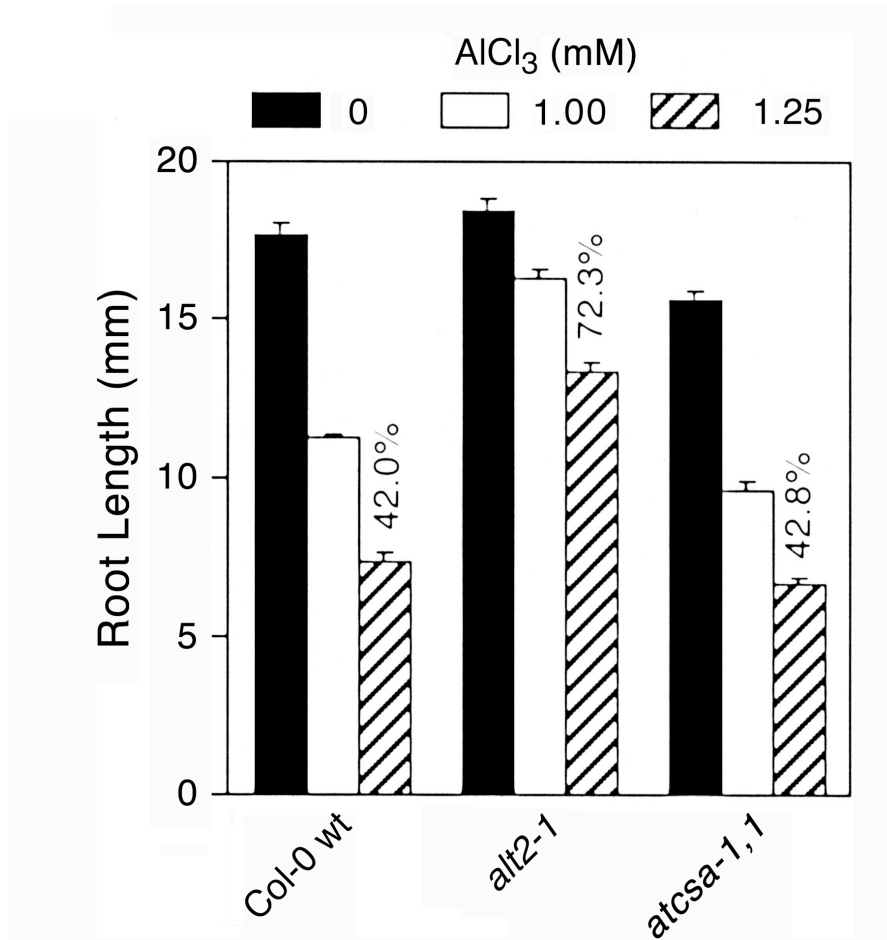 AlCl3 (mM)
0 1.00 1.25
20
15
10
5
0
Root Length (mm)
42.0%
72.3%
42.8%
Col-0 wt
alt2-1
atcsa-1,1